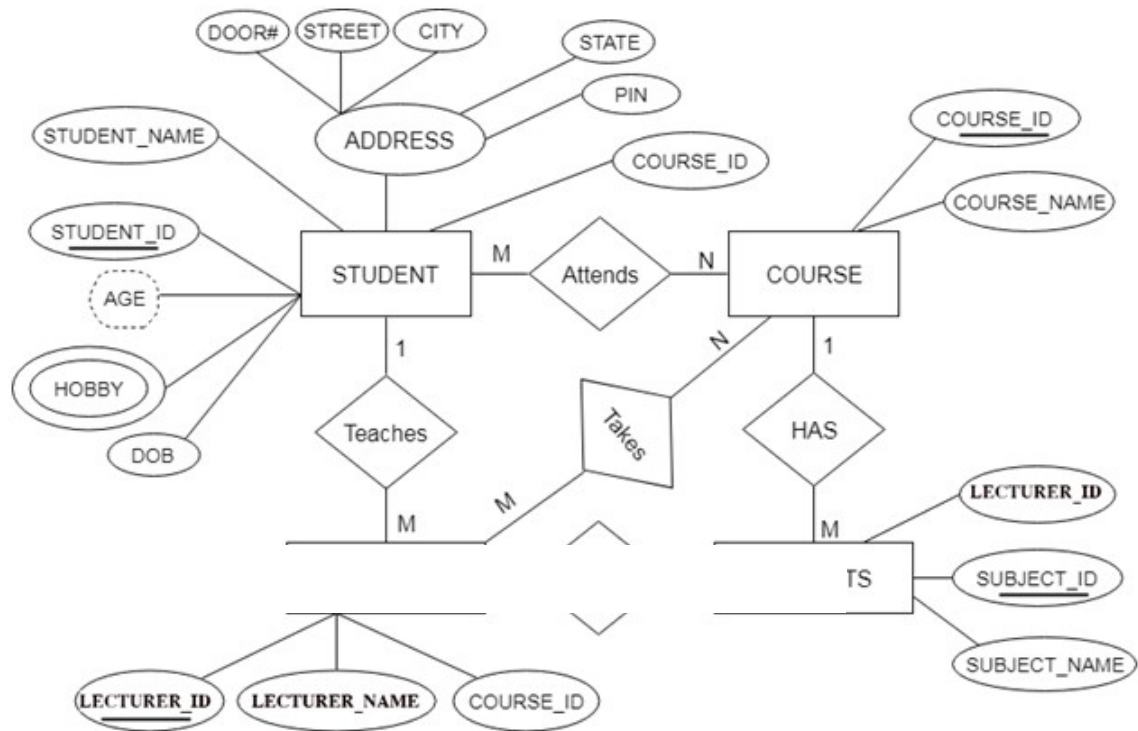 DOOR#
STREET
CITY
STATE
PIN
ADDRESS
STUDENT_NAME
COURSE_ID
COURSE_ID
STUDENT_ID
COURSE_NAME
STUDENT
M
Attends
N
COURSE
AGE
1
N
1
HOBBY
Teaches
Takes
HAS
DOB
LECTURER_ID
M
M
M
TS
SUBJECT_ID
SUBJECT_NAME
LECTURER_ID
LECTURER_NAME
COURSE_ID